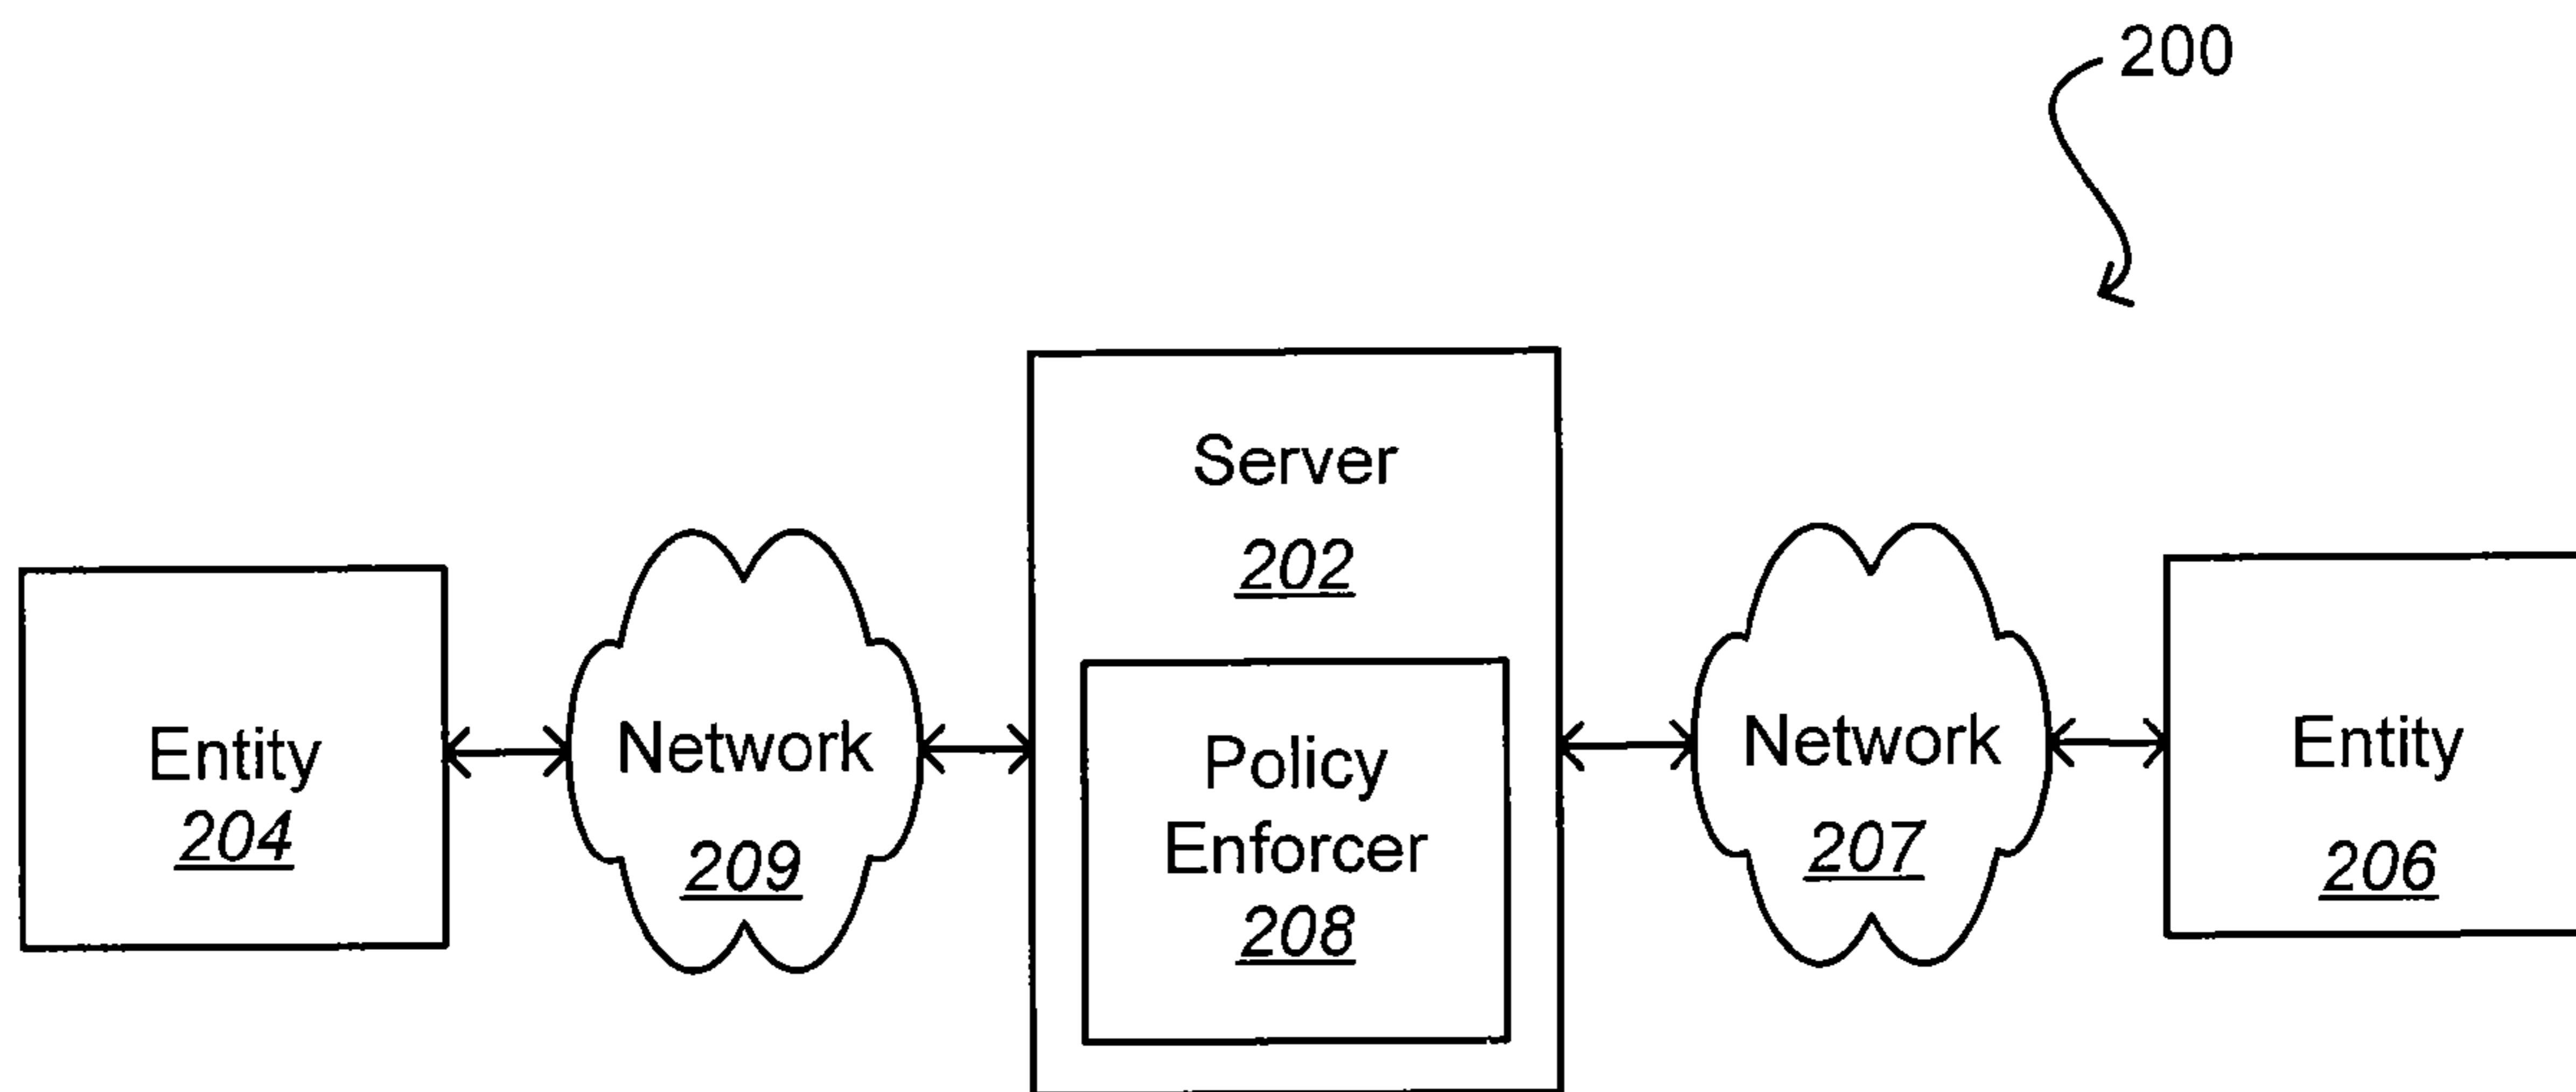 200
Server
202
Entity
204
Network
209
Policy
Enforcer
208
Network
207
Entity
206